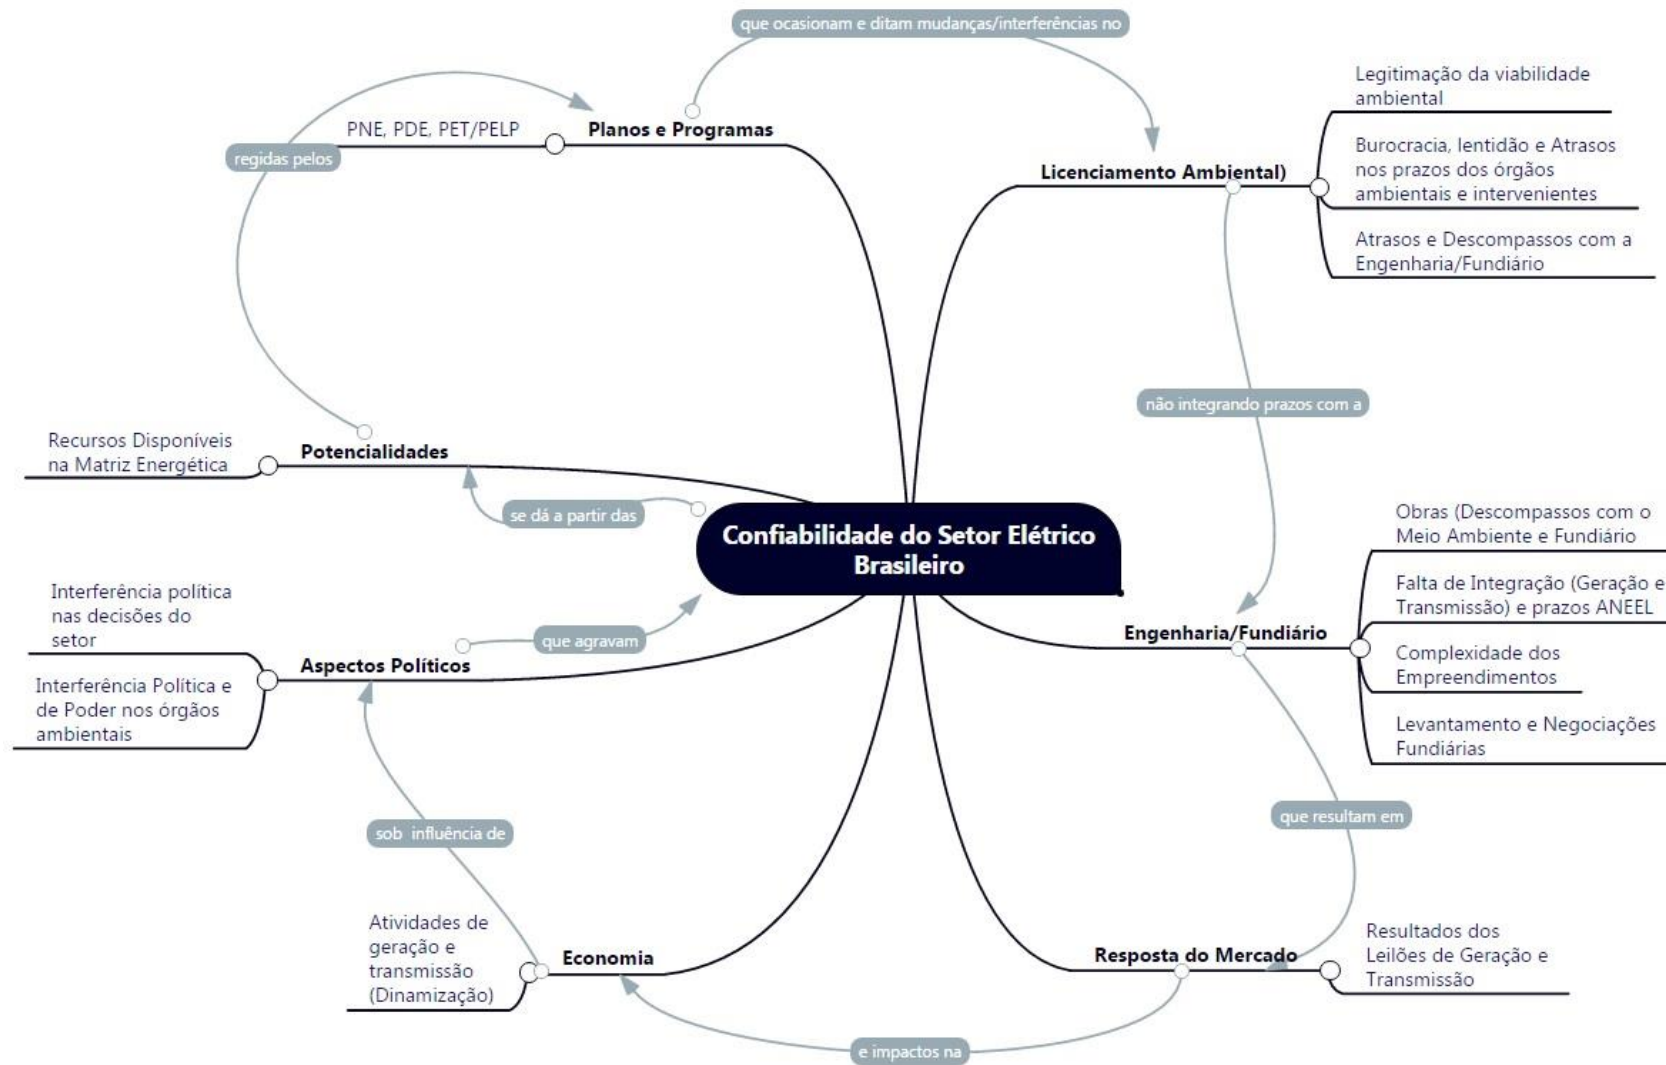 que ocasionam e ditam mudanças/interferências no
PNE, PDE, PET/PELP
Planos e Programas
regidas pelos
Legitimação da viabilidade
ambiental
Licenciamento Ambiental)
Burocracia, lentidão e Atrasos
nos prazos dos órgãos
ambientais e intervenientes
Atrasos e Descompassos com a
Engenharia/Fundiário
não integrando prazos com a
Recursos Disponíveis
na Matriz Energética
Potencialidades
se dá a partir das
Confiabilidade do Setor Elétrico
Brasileiro
Obras (Descompassos com o
Meio Ambiente e Fundiário
Falta de Integração (Geração e
Transmissão) e prazos ANEEL
Engenharia/Fundiário
Complexidade dos
Empreendimentos
Levantamento e Negociações
Fundiárias
Interferência política
nas decisões do
setor
que agravam
Aspectos Políticos
Interferência Política e
de Poder nos órgãos
ambientais
sob influência de
que resultam em
Atividades de
geração e
transmissão
(Dinamização)
Economia
Resposta do Mercado
Resultados dos
Leilões de Geração e
Transmissão
e impactos na